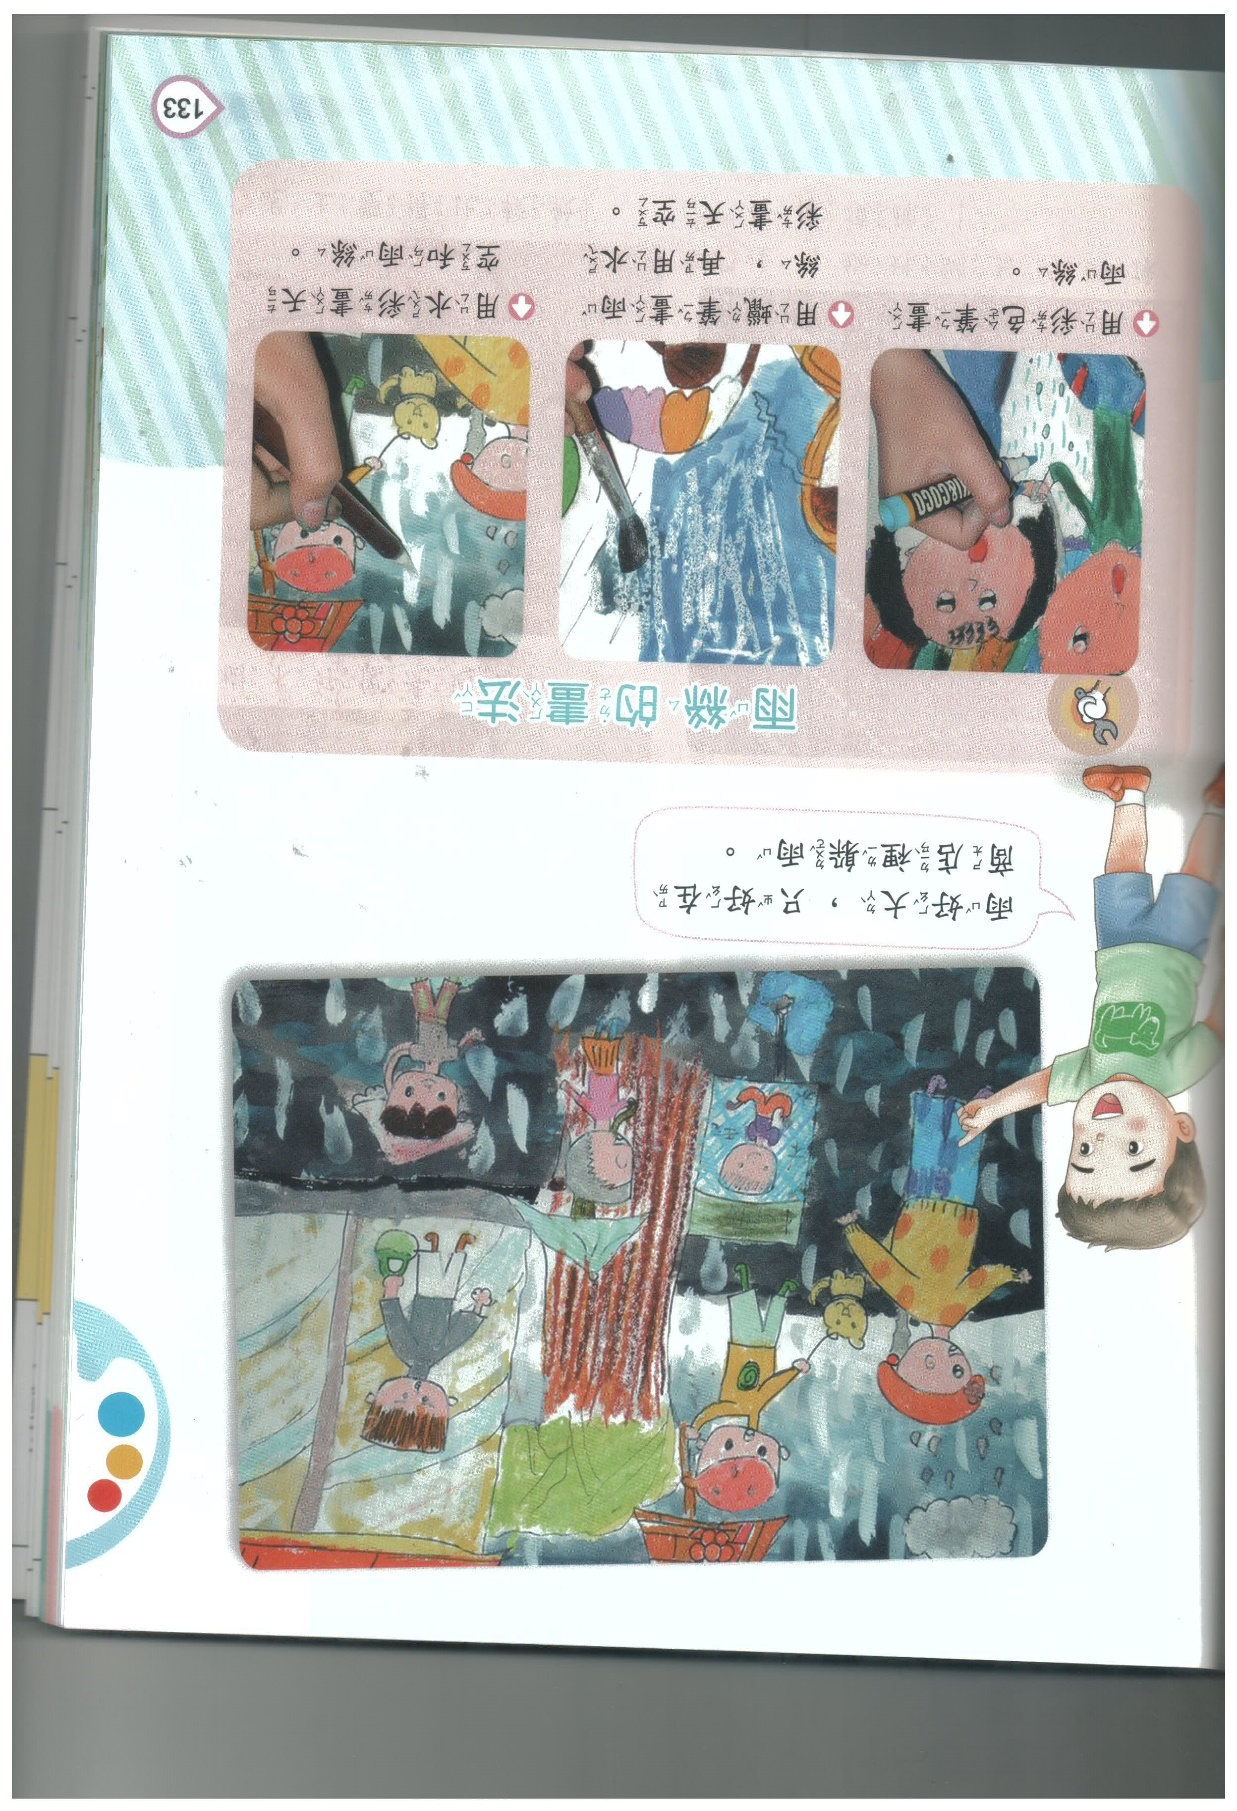 雨好大,只好在
商店裡躲雨。
雨絲的畫法
用彩色筆畫
雨絲。
用蠟筆畫雨
絲,再用水
彩畫天空。
用水彩畫天
空和雨絲。
133